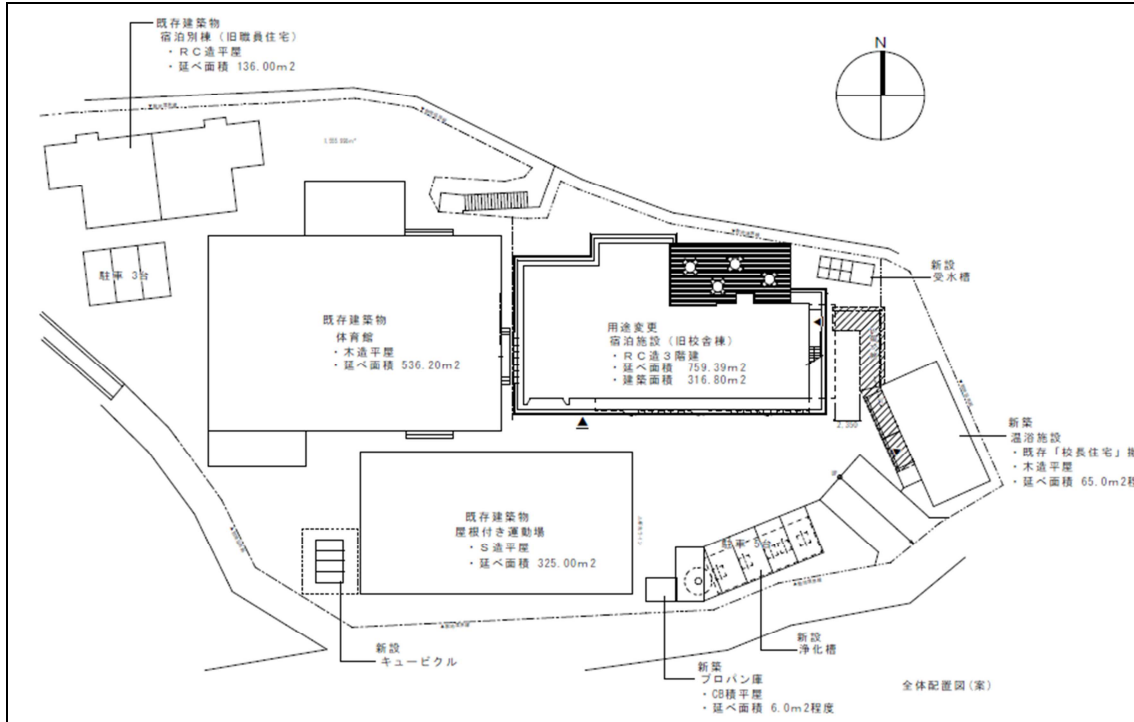 既存建築物
宿泊別棟（旧職員住宅）
・ＲＣ造平屋
・延べ面積 136.00m2
N
駐車 3台
既存建築物
体育館
・木造平屋
・延べ面積 536.20m2
用途変更
宿泊施設（旧校舎棟）
・ＲＣ造３階建
・延べ面積 759.39m2
・建築面積 316.80m2
新設
受水槽
2,350
新築
温浴施設
・既存「校長住宅」
・木造平屋
・延べ面積 65.0m2程
既存建築物
屋根付き運動場
・Ｓ造平屋
・延べ面積 325.00m2
駐車 5台
新設
キュービクル
新設
浄化槽
新築
プロパン庫
・CB積平屋
・延べ面積 6.0m2程度
全体配置図(案)